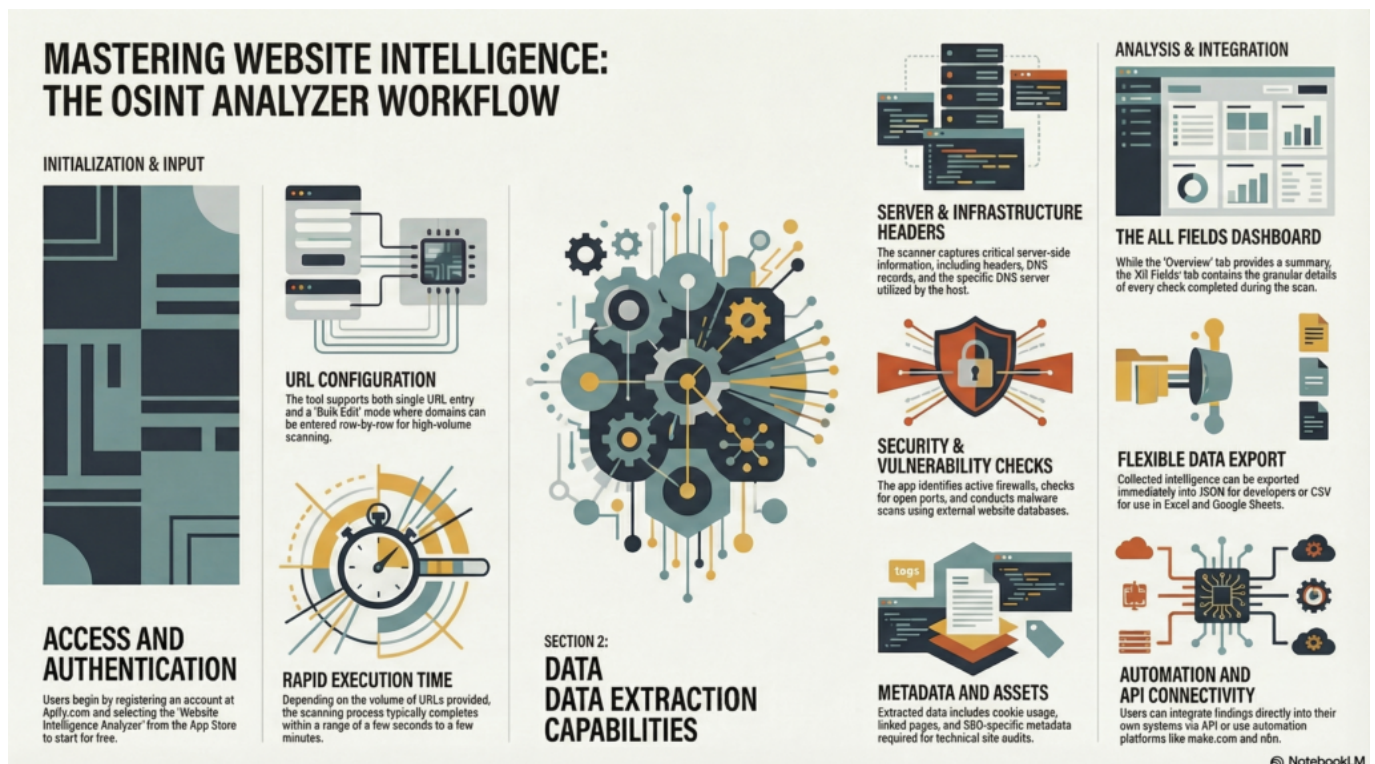 MASTERING WEBSITE INTELLIGENCE:
THE OSINT ANALYZER WORKFLOW
INITIALIZATION & INPUT
ACCESS AND
AUTHENTICATION
Users begin by registering an account at
Apify.com and selecting the 'Website
Intelligence Analyzer' from the App Store
to start for free.
URL CONFIGURATION
The tool supports both single URL entry
and a 'Bulk Edit' mode where domains can
be entered row-by-row for high-volume
scanning.
RAPID EXECUTION TIME
Depending on the volume of URLs provided,
the scanning process typically completes
within a range of a few seconds to a few
minutes.
SECTION 2:
DATA
DATA EXTRACTION
CAPABILITIES
SERVER & INFRASTRUCTURE
HEADERS
The scanner captures critical server-side
information, including headers, DNS
records, and the specific DNS server
utilized by the host.
SECURITY &
VULNERABILITY CHECKS
The app identifies active firewalls, checks
for open ports, and conducts malware
scans using external website databases.
tags
METADATA AND ASSETS
Extracted data includes cookie usage,
linked pages, and SBO-specific metadata
required for technical site audits.
ANALYSIS & INTEGRATION
THE ALL FIELDS DASHBOARD
While the 'Overview' tab provides a summary,
the 'Xil Fields' tab contains the granular details
of every check completed during the scan.
FLEXIBLE DATA EXPORT
Collected intelligence can be exported
immediately into JSON for developers or CSV
for use in Excel and Google Sheets.
AUTOMATION AND
API CONNECTIVITY
Users can integrate findings directly into their
own systems via API or use automation
platforms like make.com and n8n.
NotebookLM